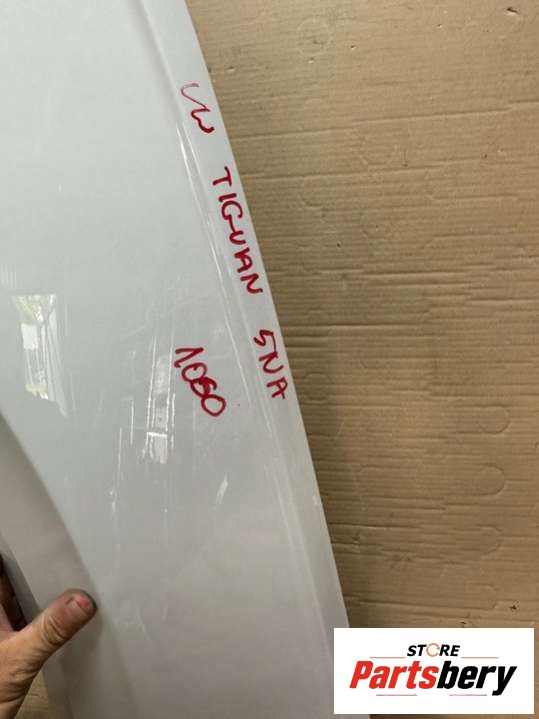 VW TIGUAN 5NA
1060
STORE
Partsbery